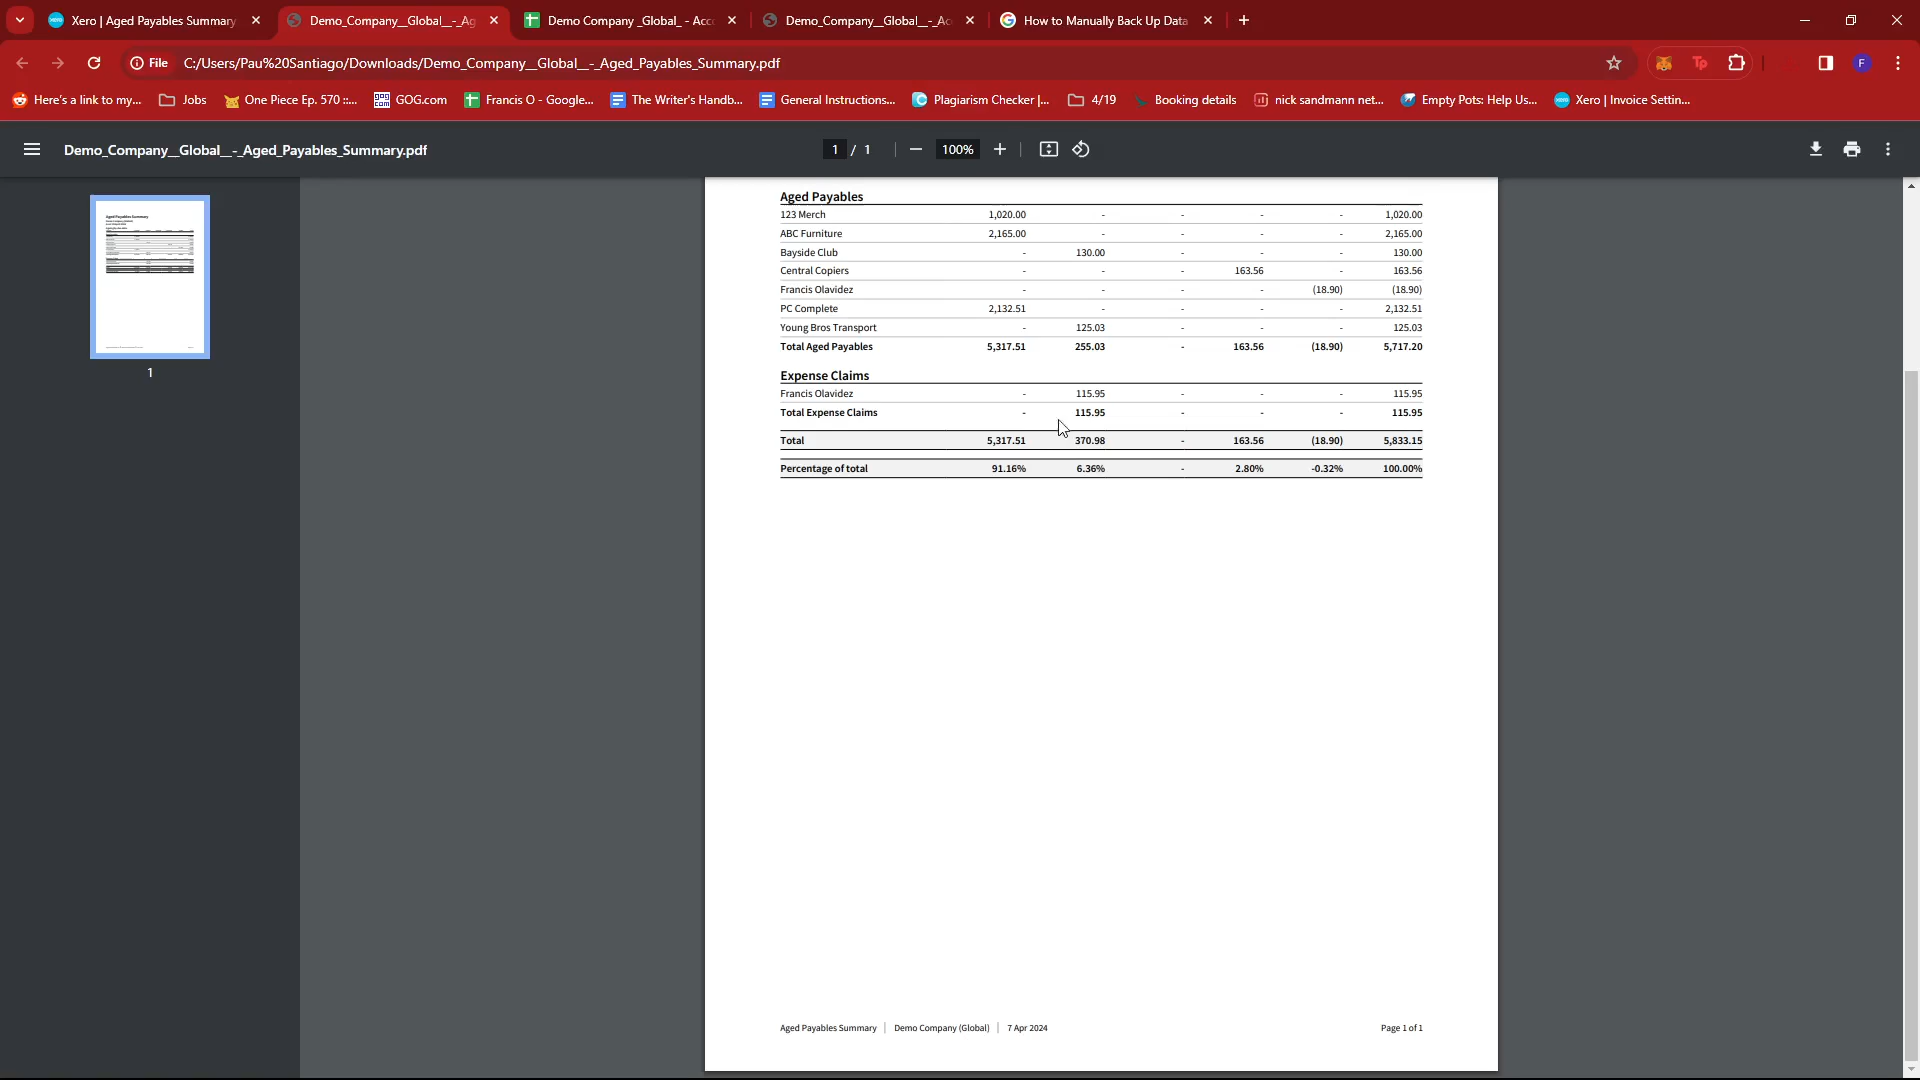 Xero | Aged Payables Summary
Demo_Company__Global__-_Ag
Demo Company _Global_ - Acc
Demo_Company__Global__-_Ac
How to Manually Back Up Data
File C:/Users/Pau%20Santiago/Downloads/Demo_Company__Global__-_Aged_Payables_Summary.pdf
Tp
F
Here's a link to my... Jobs One Piece Ep. 570 ::... GOG.com Francis O - Google... The Writer's Handb... General Instructions... Plagiarism Checker |... 4/19 Booking details nick sandmann net... Empty Pots: Help Us... Xero | Invoice Settin...
Demo_Company__Global__-_Aged_Payables_Summary.pdf 1 / 1 100%
1
Aged Payables
123 Merch 1,020.00 - - - - 1,020.00
ABC Furniture 2,165.00 - - - - 2,165.00
Bayside Club - 130.00 - - - 130.00
Central Copiers - - - 163.56 - 163.56
Francis Olavidez - - - - (18.90) (18.90)
PC Complete 2,132.51 - - - - 2,132.51
Young Bros Transport - 125.03 - - - 125.03
Total Aged Payables 5,317.51 255.03 - 163.56 (18.90) 5,717.20
Expense Claims
Francis Olavidez - 115.95 - - - 115.95
Total Expense Claims - 115.95 - - - 115.95
Total 5,317.51 370.98 - 163.56 (18.90) 5,833.15
Percentage of total 91.16% 6.36% - 2.80% -0.32% 100.00%
Aged Payables Summary | Demo Company (Global) | 7 Apr 2024 Page 1 of 1